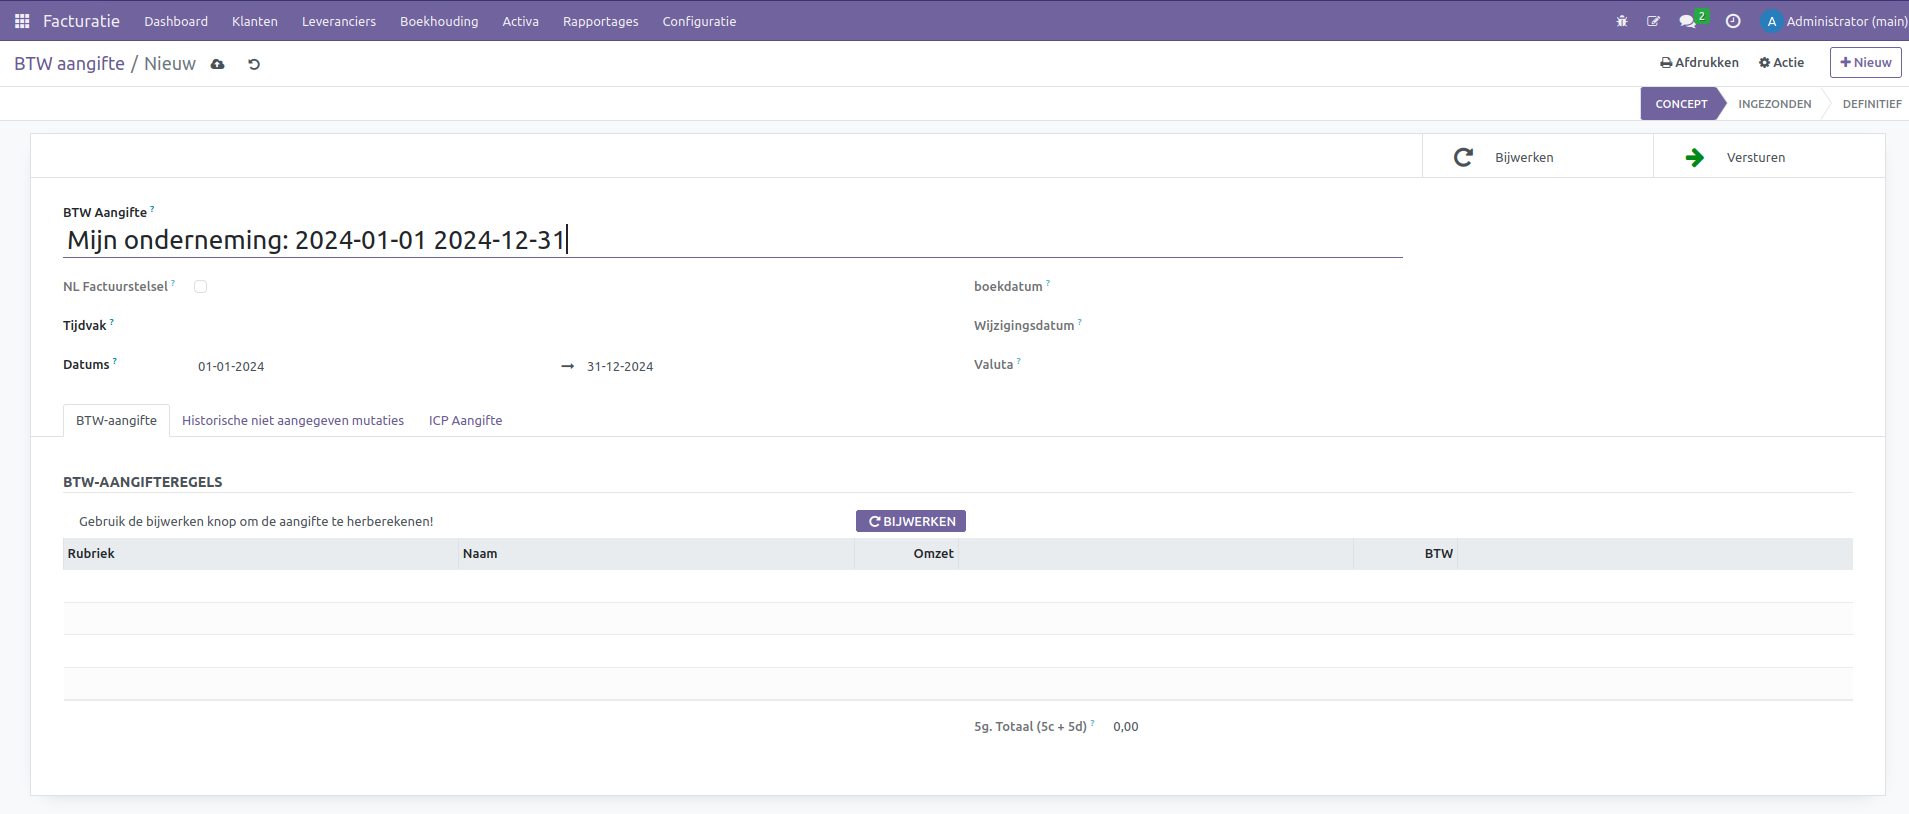 Facturatie Dashboard Klanten Leveranciers Boekhouding Activa Rapportages Configuratie 2 A Administrator (main)
BTW aangifte / Nieuw Afdrukken Actie Nieuw
CONCEPT INGEZONDEN DEFINITIEF
Bijwerken Versturen
BTW Aangifte ?
Mijn onderneming: 2024-01-01 2024-12-31
NL Factuurstelsel ? boekdatum ?
Tijdvak ? Wijzigingsdatum ?
Datums ? 01-01-2024 → 31-12-2024 Valuta ?
BTW-aangifte Historische niet aangegeven mutaties ICP Aangifte
BTW-AANGIFTEREGELS
Gebruik de bijwerken knop om de aangifte te herberekenen! BIJWERKEN
Rubriek Naam Omzet BTW
5g. Totaal (5c + 5d) ? 0,00